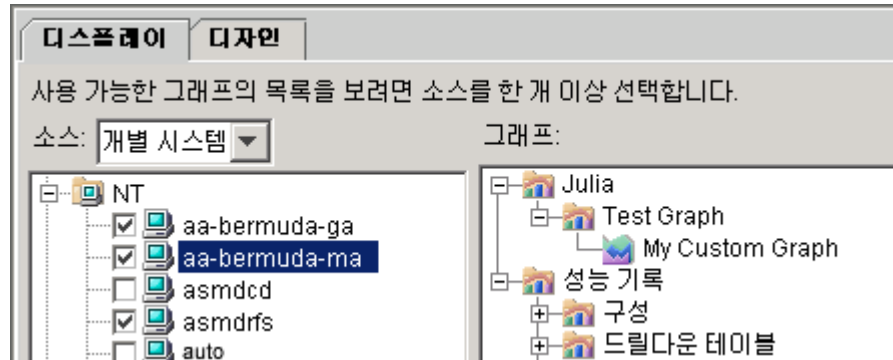 디스플레이 디자인
사용 가능한 그래프의 목록을 보려면 소스를 한 개 이상 선택합니다.
소스: 개별 시스템
NT
aa-bermuda-ga
aa-bermuda-ma
asmdcd
asmdrfs
auto
그래프:
Julia
Test Graph
My Custom Graph
성능 기록
구성
드릴다운 테이블